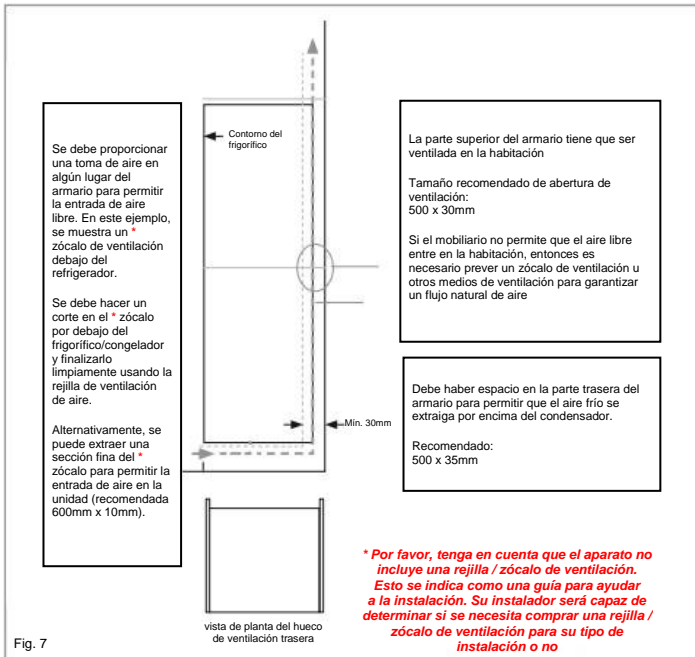 Se debe proporcionar
una toma de aire en
algún lugar del
armario para permitir
la entrada de aire
libre. En este ejemplo,
se muestra un *
zócalo de ventilación
debajo del
refrigerador.
Se debe hacer un
corte en el * zócalo
por debajo del
frigorífico/congelador
y finalizarlo
limpiamente usando la
rejilla de ventilación
de aire.
Alternativamente, se
puede extraer una
sección fina del *
zócalo para permitir la
entrada de aire en la
unidad (recomendada
600mm x 10mm).
Contorno del
frigorífico
Mín. 30mm
La parte superior del armario tiene que ser
ventilada en la habitación
Tamaño recomendado de abertura de
ventilación:
500 x 30mm
Si el mobiliario no permite que el aire libre
entre en la habitación, entonces es
necesario prever un zócalo de ventilación u
otros medios de ventilación para garantizar
un flujo natural de aire
Debe haber espacio en la parte trasera del
armario para permitir que el aire frío se
extraiga por encima del condensador.
Recomendado:
500 x 35mm
vista de planta del hueco
de ventilación trasera
* Por favor, tenga en cuenta que el aparato no
incluye una rejilla / zócalo de ventilación.
Esto se indica como una guía para ayudar
a la instalación. Su instalador será capaz de
determinar si se necesita comprar una rejilla /
zócalo de ventilación para su tipo de
instalación o no
Fig. 7